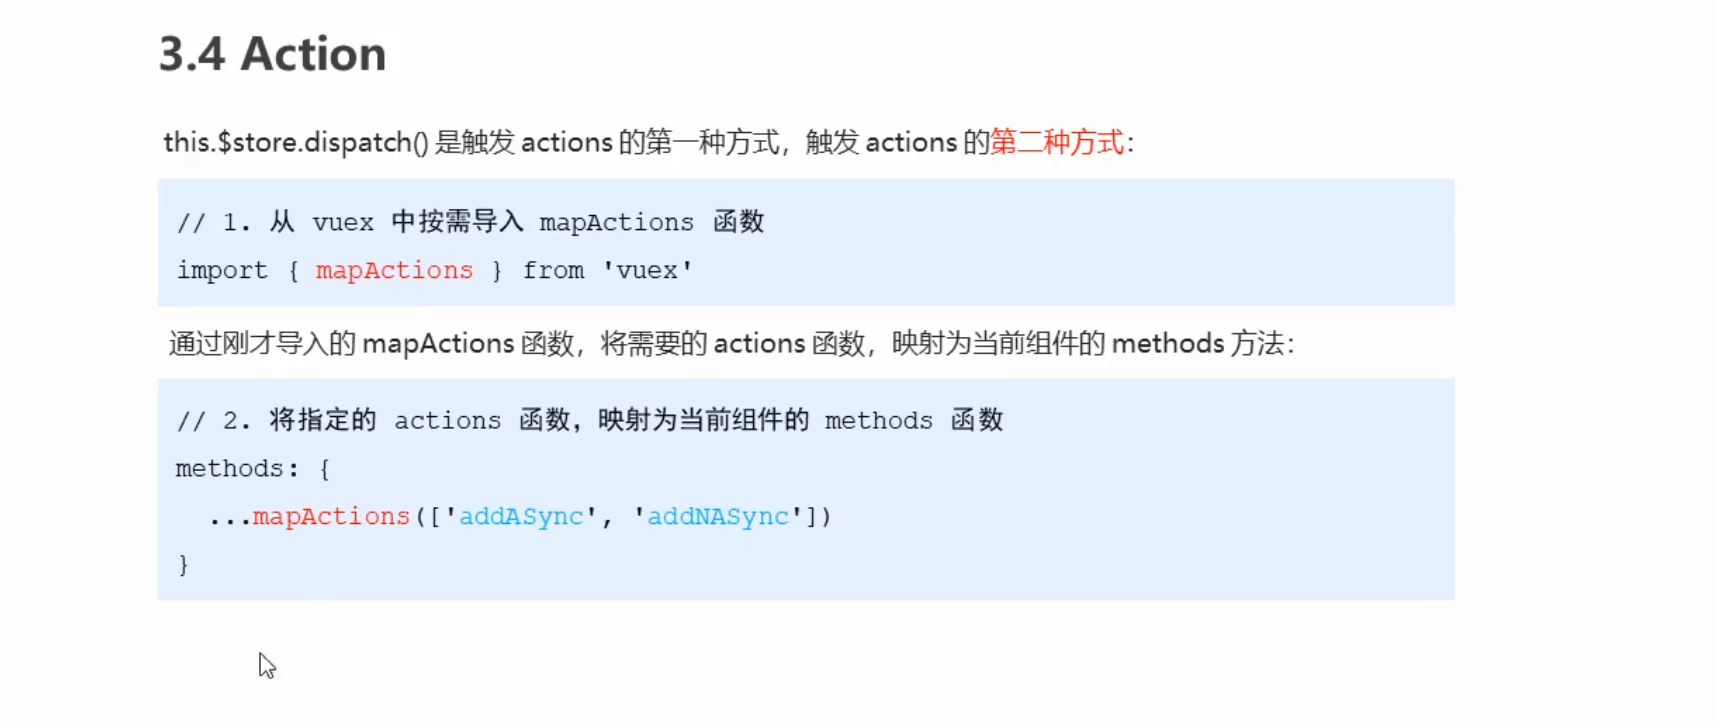 3.4 Action
this.$store.dispatch() 是触发 actions 的第一种方式，触发 actions 的第二种方式：
// 1. 从 vuex 中按需导入 mapActions 函数
import { mapActions } from 'vuex'
通过刚才导入的 mapActions 函数，将需要的 actions 函数，映射为当前组件的 methods 方法：
// 2. 将指定的 actions 函数，映射为当前组件的 methods 函数
methods: {
  ...mapActions(['addASync', 'addNASync'])
}